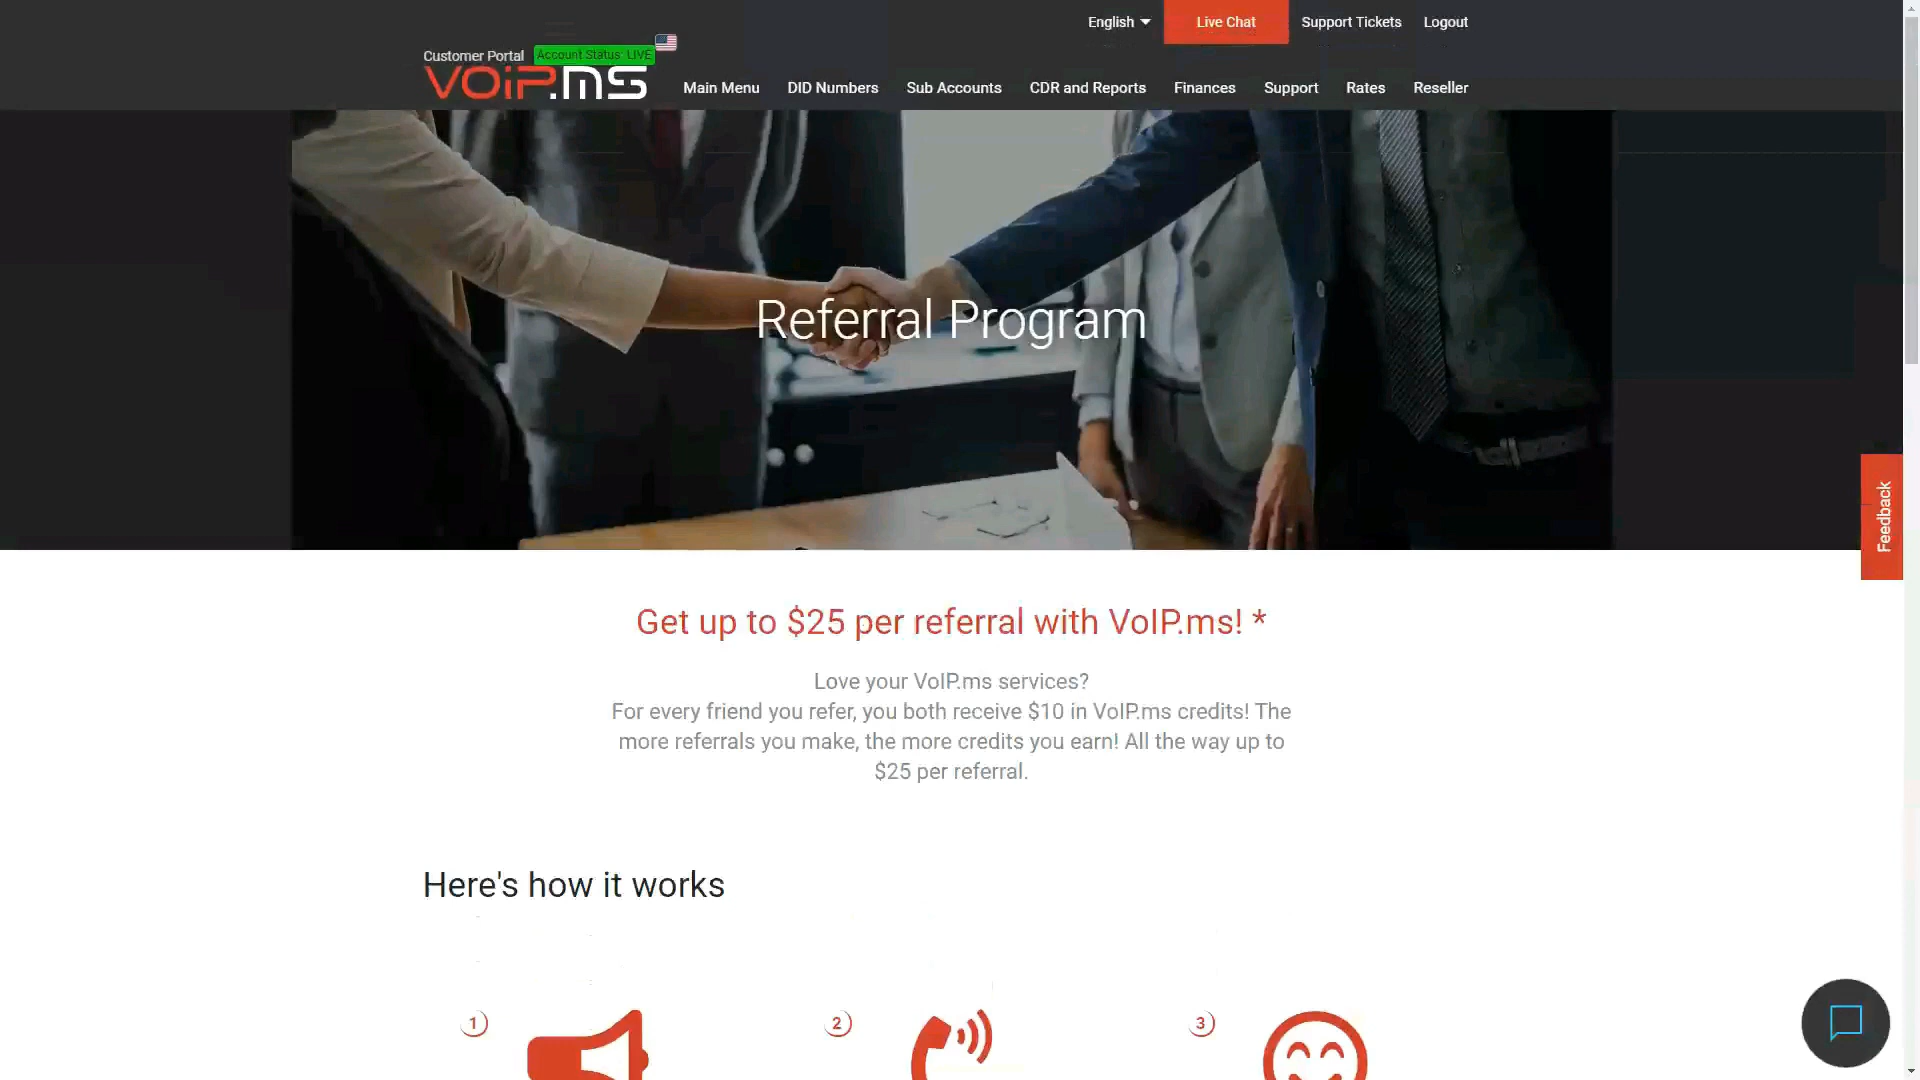 English
Live Chat
Support Tickets
Logout
Customer Portal
Account Status: LIVE
VOiP.ms
Main Menu
DID Numbers
Sub Accounts
CDR and Reports
Finances
Support
Rates
Reseller
Referral Program
Feedback
Get up to $25 per referral with VoIP.ms! *
Love your VoIP.ms services?
For every friend you refer, you both receive $10 in VoIP.ms credits! The
more referrals you make, the more credits you earn! All the way up to
$25 per referral.
Here's how it works
1
2
3